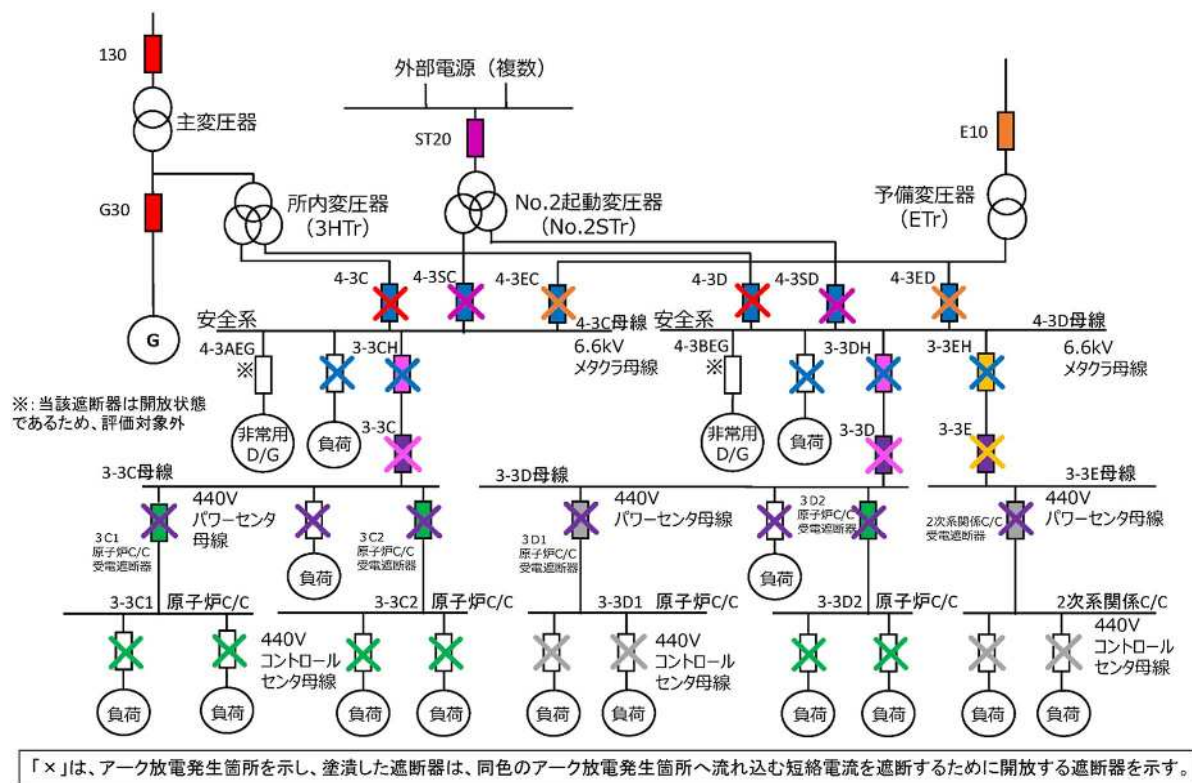 130
主変圧器
外部電源（複数）
ST20
E10
G30
所内変圧器
（3HTr）
No.2起動変圧器
（No.2STr）
予備変圧器
（ETr）
4-3C
4-3SC
4-3EC
4-3D
4-3SD
4-3ED
G
安全系
4-3C母線
安全系
4-3D母線
4-3AEG
※
3-3CH
6.6kV
メタクラ母線
4-3BEG
※
3-3DH
3-3EH
6.6kV
メタクラ母線
※：当該遮断器は開放状態
であるため、評価対象外
非常用
D/G
負荷
3-3C
非常用
D/G
負荷
3-3D
3-3E
3-3C母線
3-3D母線
3-3E母線
440V
パワーセンタ
母線
3C1
原子炉C/C
受電遮断器
負荷
3C2
原子炉C/C
受電遮断器
440V
パワーセンタ母線
3D1
原子炉C/C
受電遮断器
負荷
3D2
原子炉C/C
受電遮断器
2次系関係C/C
受電遮断器
440V
パワーセンタ母線
3-3C1
原子炉C/C
3-3C2
原子炉C/C
3-3D1
原子炉C/C
3-3D2
原子炉C/C
2次系関係C/C
440V
コントロール
センタ母線
440V
コントロール
センタ母線
440V
コントロール
センタ母線
負荷
負荷
負荷
負荷
負荷
負荷
負荷
負荷
負荷
負荷
「×」は、アーク放電発生箇所を示し、塗潰した遮断器は、同色のアーク放電発生箇所へ流れ込む短絡電流を遮断するために開放する遮断器を示す。